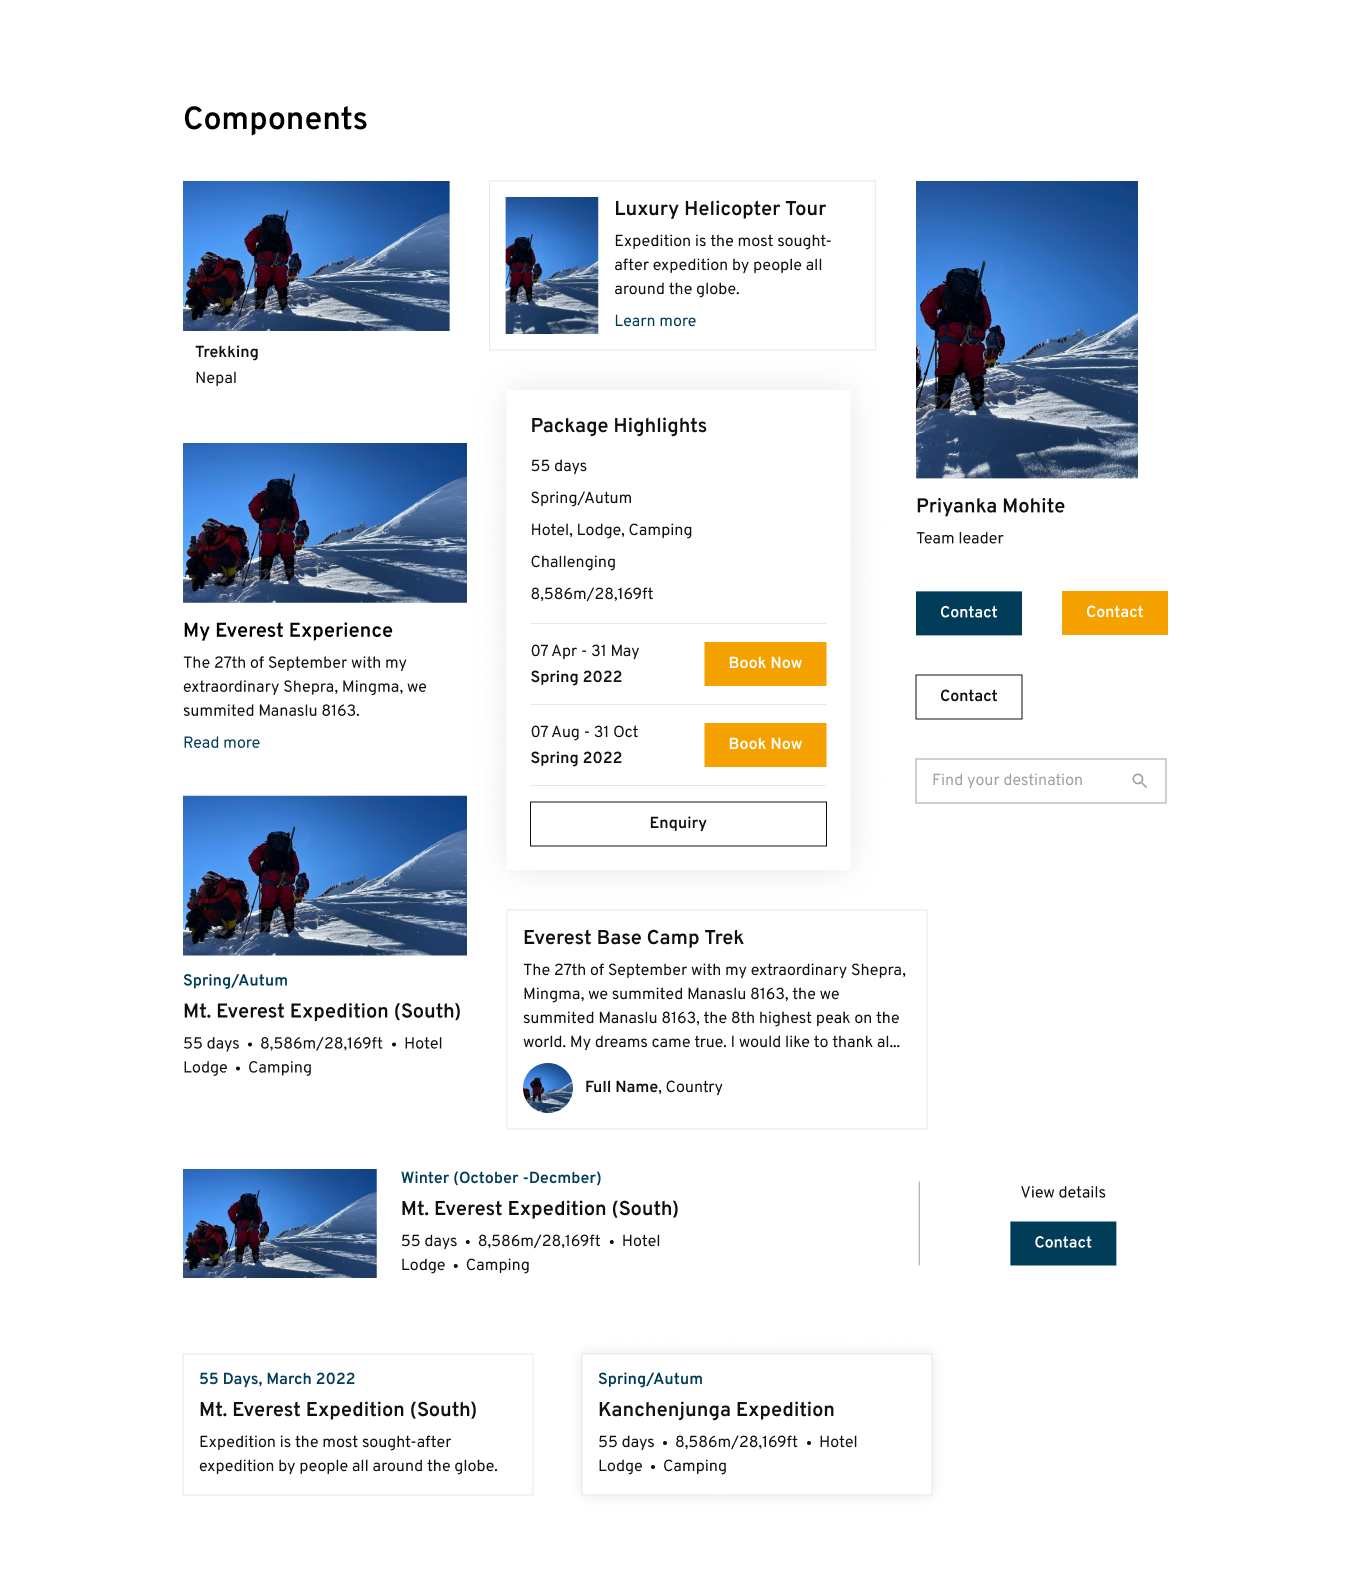 Components
Trekking
Nepal
My Everest Experience
The 27th of September with my
extraordinary Shepra, Mingma, we
summited Manaslu 8163.
Read more
Spring/Autum
Mt. Everest Expedition (South)
55 days • 8,586m/28,169ft • Hotel
Lodge • Camping
Luxury Helicopter Tour
Expedition is the most sought-
after expedition by people all
around the globe.
Learn more
Package Highlights
55 days
Spring/Autum
Hotel, Lodge, Camping
Challenging
8,586m/28,169ft
07 Apr - 31 May
Spring 2022
Book Now
07 Aug - 31 Oct
Spring 2022
Book Now
Enquiry
Everest Base Camp Trek
The 27th of September with my extraordinary Shepra,
Mingma, we summited Manaslu 8163, the we
summited Manaslu 8163, the 8th highest peak on the
world. My dreams came true. I would like to thank al...
Full Name, Country
Priyanka Mohite
Team leader
Contact
Contact
Contact
Find your destination
Winter (October -Decmber)
Mt. Everest Expedition (South)
55 days • 8,586m/28,169ft • Hotel
Lodge • Camping
View details
Contact
55 Days, March 2022
Mt. Everest Expedition (South)
Expedition is the most sought-after
expedition by people all around the globe.
Spring/Autum
Kanchenjunga Expedition
55 days • 8,586m/28,169ft • Hotel
Lodge • Camping